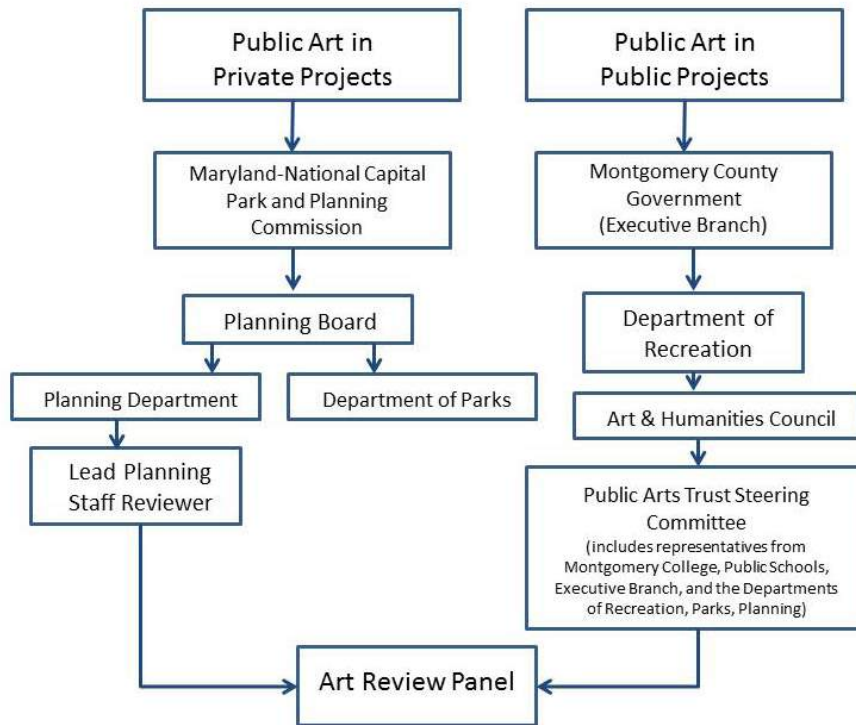 Public Art in
Private Projects
Public Art in
Public Projects
Maryland-National Capital
Park and Planning
Commission
Montgomery County
Government
(Executive Branch)
Planning Board
Department of
Recreation
Planning Department
Department of Parks
Art & Humanities Council
Lead Planning
Staff Reviewer
Public Arts Trust Steering
Committee
(includes representatives from
Montgomery College, Public Schools,
Executive Branch, and the Departments
of Recreation, Parks, Planning)
Art Review Panel